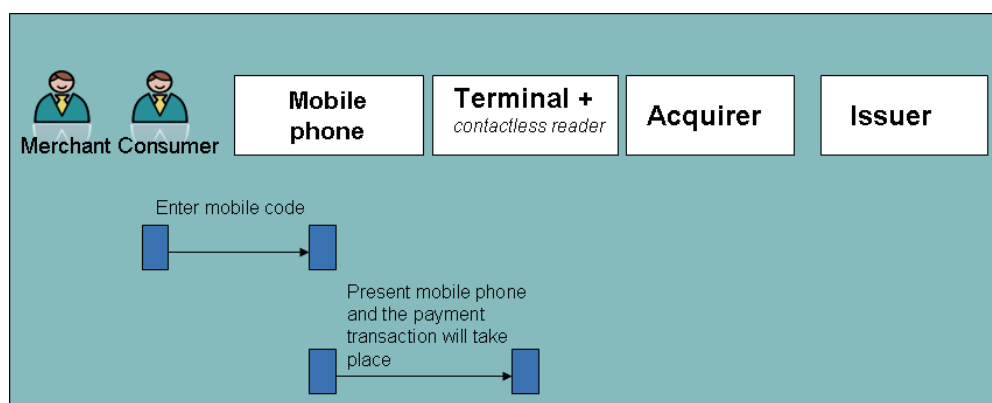 Merchant
Consumer
Mobile
phone
Terminal +
contactless reader
Acquirer
Issuer
Enter mobile code
Present mobile phone
and the payment
transaction will take
place